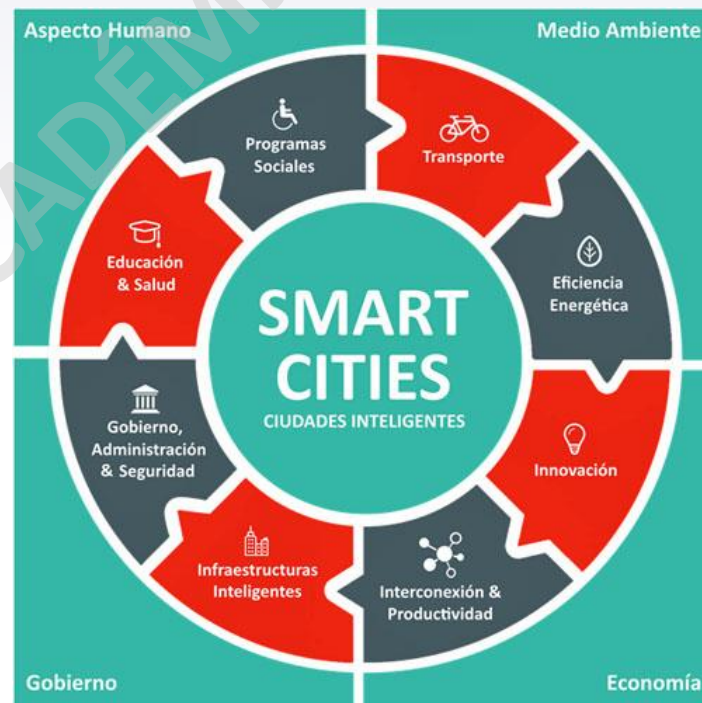 Aspecto Humano
Medio Ambiente
Programas
Sociales
Transporte
Educación
& Salud
Eficiencia
Energética
SMART
CITIES
CIUDADES INTELIGENTES
Gobierno,
Administración
& Seguridad
Innovación
Infraestructuras
Inteligentes
Interconexión &
Productividad
Gobierno
Economía